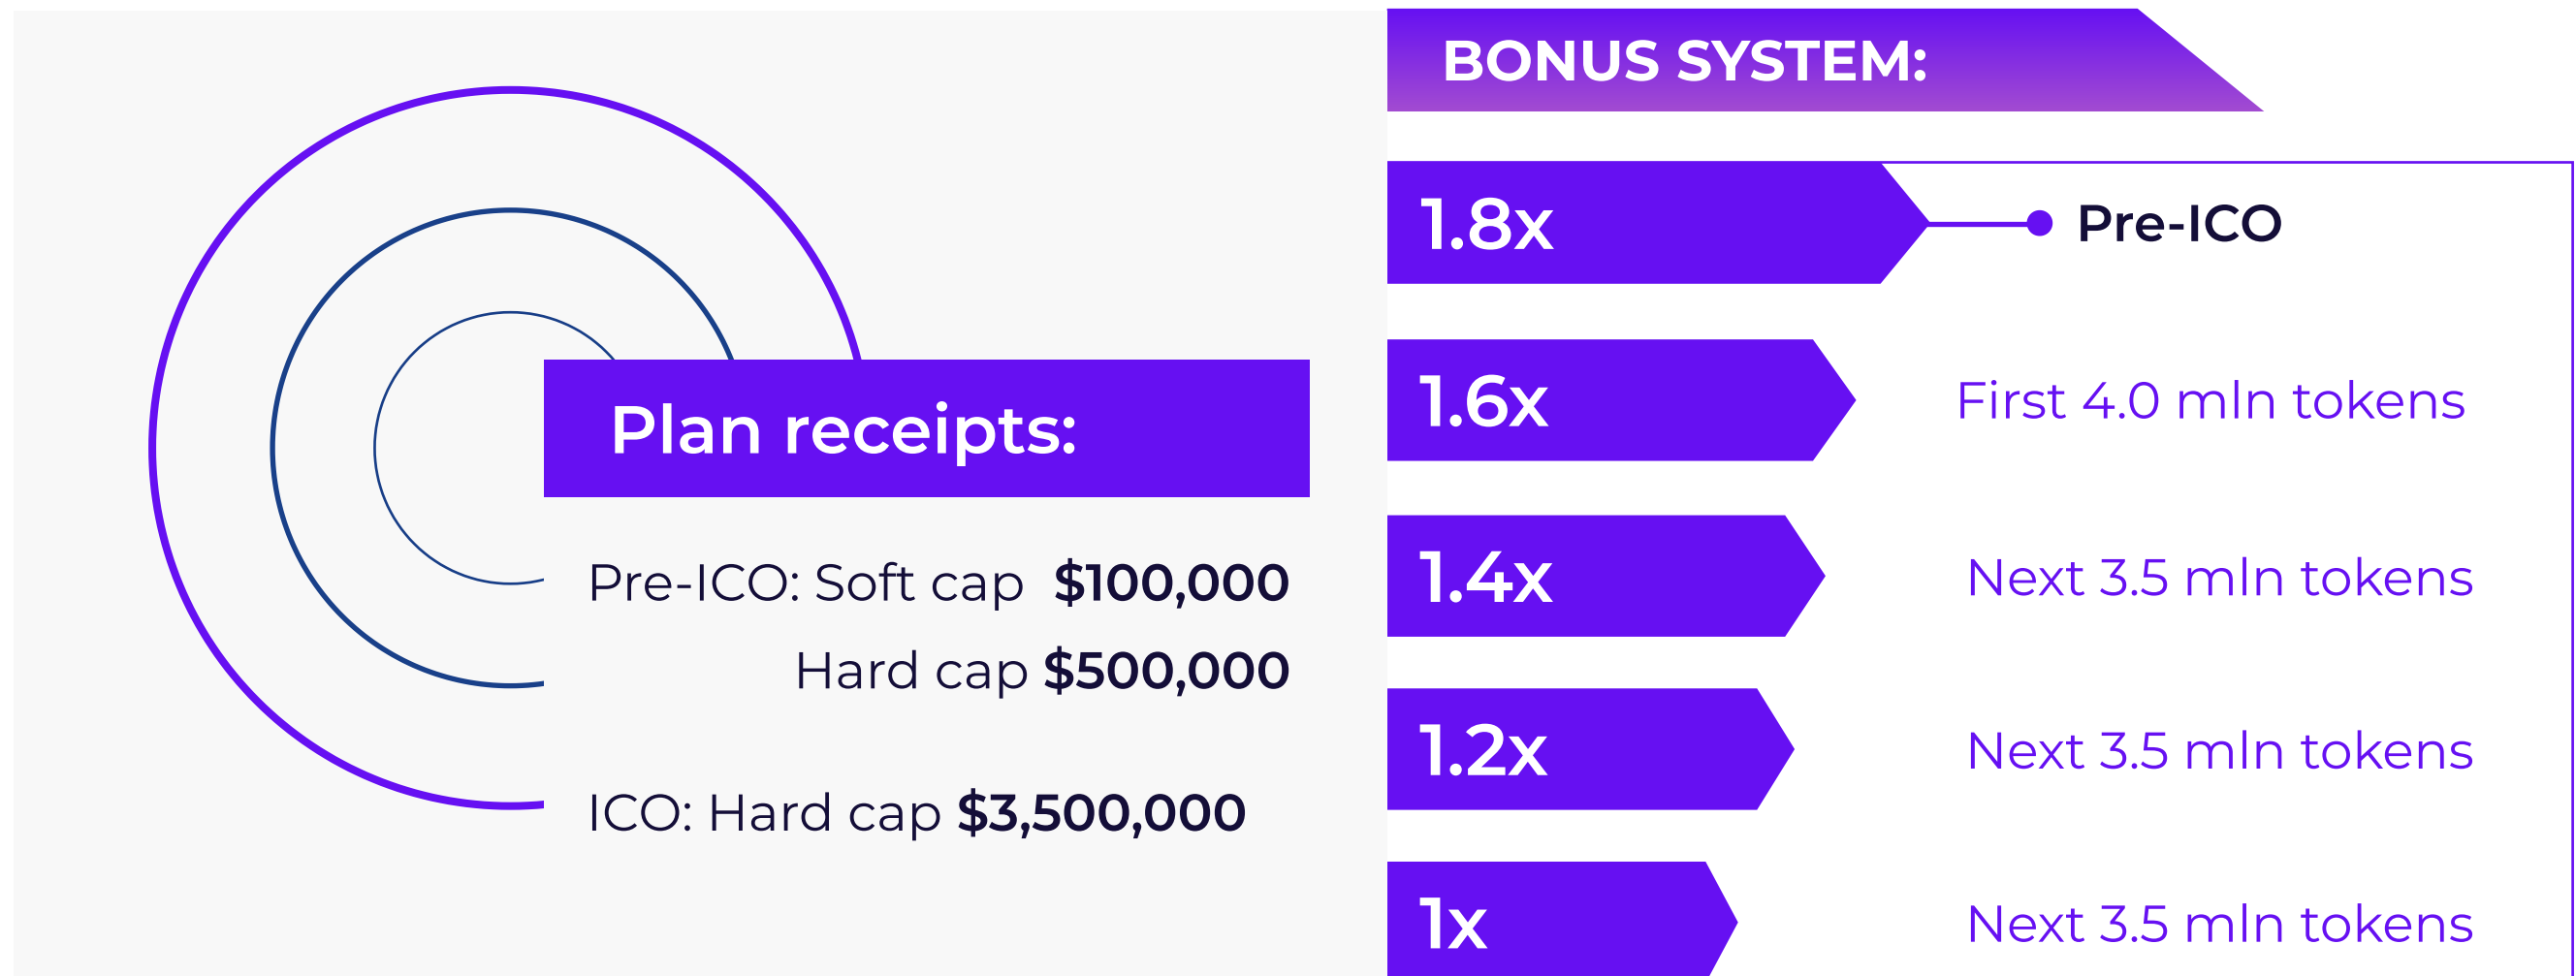 Plan receipts:
Pre-ICO: Soft cap $100,000
Hard cap $500,000
ICO: Hard cap $3,500,000
BONUS SYSTEM:
1.8x Pre-ICO
1.6x First 4.0 mln tokens
1.4x Next 3.5 mln tokens
1.2x Next 3.5 mln tokens
1x Next 3.5 mln tokens